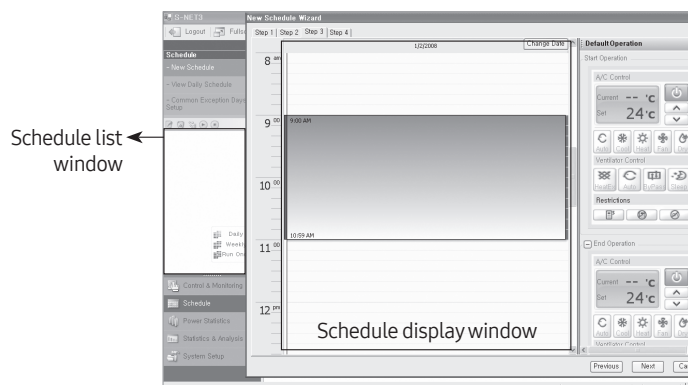 S-NET3
New Schedule Wizard
Logout
Step 1 | Step 2 Step 3 | Step 4 |
1/2/2008
Change Date
Default Operation
Schedule
- New Schedule
- View Daily Schedule
- Common Exception Days Setup
8 am
9 00
9:00 AM
10 00
10:59 AM
11 00
12 pm
Start Operation
A/C Control
Current -- °C
Set 24°C
Auto Cool Heat Fan Dry
Ventilator Control
HeatEx Auto ByPass Sleep
Restrictions
End Operation
A/C Control
Current -- °C
Set 24°C
Auto Cool Heat Fan
Ventilator Control
Schedule list
window
Daily
Control & Monitoring
Schedule
Power Statistics
Statistics & Analysis
System Setup
Schedule display window
Previous Next